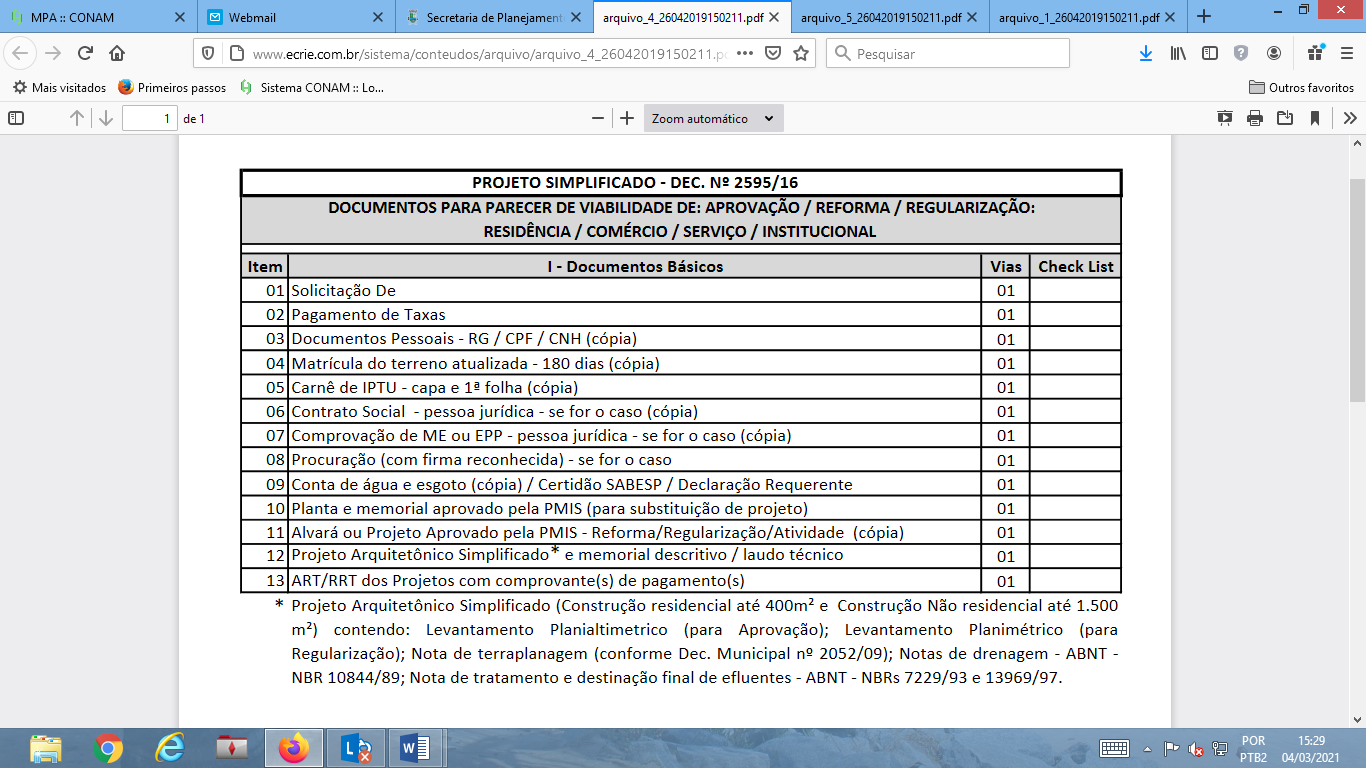 MPA :: CONAM
Webmail
Secretaria de Planejament
arquivo_4_26042019150211.pdf
arquivo_5_26042019150211.pdf
arquivo_1_26042019150211.pdf
www.ecrie.com.br/sistema/conteudos/arquivo/arquivo_4_26042019150211.p
Pesquisar
Mais visitados
Primeiros passos
Sistema CONAM :: Lo...
Outros favoritos
1 de 1
Zoom automático
PROJETO SIMPLIFICADO - DEC. Nº 2595/16
DOCUMENTOS PARA PARECER DE VIABILIDADE DE: APROVAÇÃO / REFORMA / REGULARIZAÇÃO:
RESIDÊNCIA / COMÉRCIO / SERVIÇO / INSTITUCIONAL
Item I - Documentos Básicos Vias Check List
01 Solicitação De 01
02 Pagamento de Taxas 01
03 Documentos Pessoais - RG / CPF / CNH (cópia) 01
04 Matrícula do terreno atualizada - 180 dias (cópia) 01
05 Carnê de IPTU - capa e 1ª folha (cópia) 01
06 Contrato Social - pessoa jurídica - se for o caso (cópia) 01
07 Comprovação de ME ou EPP - pessoa jurídica - se for o caso (cópia) 01
08 Procuração (com firma reconhecida) - se for o caso 01
09 Conta de água e esgoto (cópia) / Certidão SABESP / Declaração Requerente 01
10 Planta e memorial aprovado pela PMIS (para substituição de projeto) 01
11 Alvará ou Projeto Aprovado pela PMIS - Reforma/Regularização/Atividade (cópia) 01
12 Projeto Arquitetônico Simplificado* e memorial descritivo / laudo técnico 01
13 ART/RRT dos Projetos com comprovante(s) de pagamento(s) 01
* Projeto Arquitetônico Simplificado (Construção residencial até 400m² e Construção Não residencial até 1.500
m²) contendo: Levantamento Planialtimetrico (para Aprovação); Levantamento Planimétrico (para
Regularização); Nota de terraplanagem (conforme Dec. Municipal nº 2052/09); Notas de drenagem - ABNT -
NBR 10844/89; Nota de tratamento e destinação final de efluentes - ABNT - NBRs 7229/93 e 13969/97.
POR
PTB2
15:29
04/03/2021